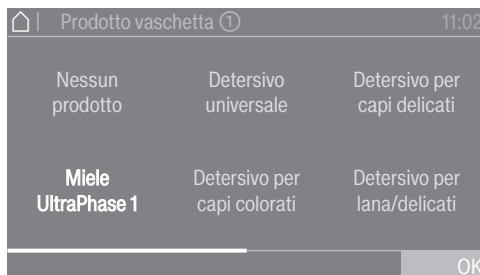 Prodotto vaschetta ① 11:02
Nessun Detersivo Detersivo per
prodotto universale capi delicati
Miele Detersivo per Detersivo per
UltraPhase 1 capi colorati lana/delicati
OK